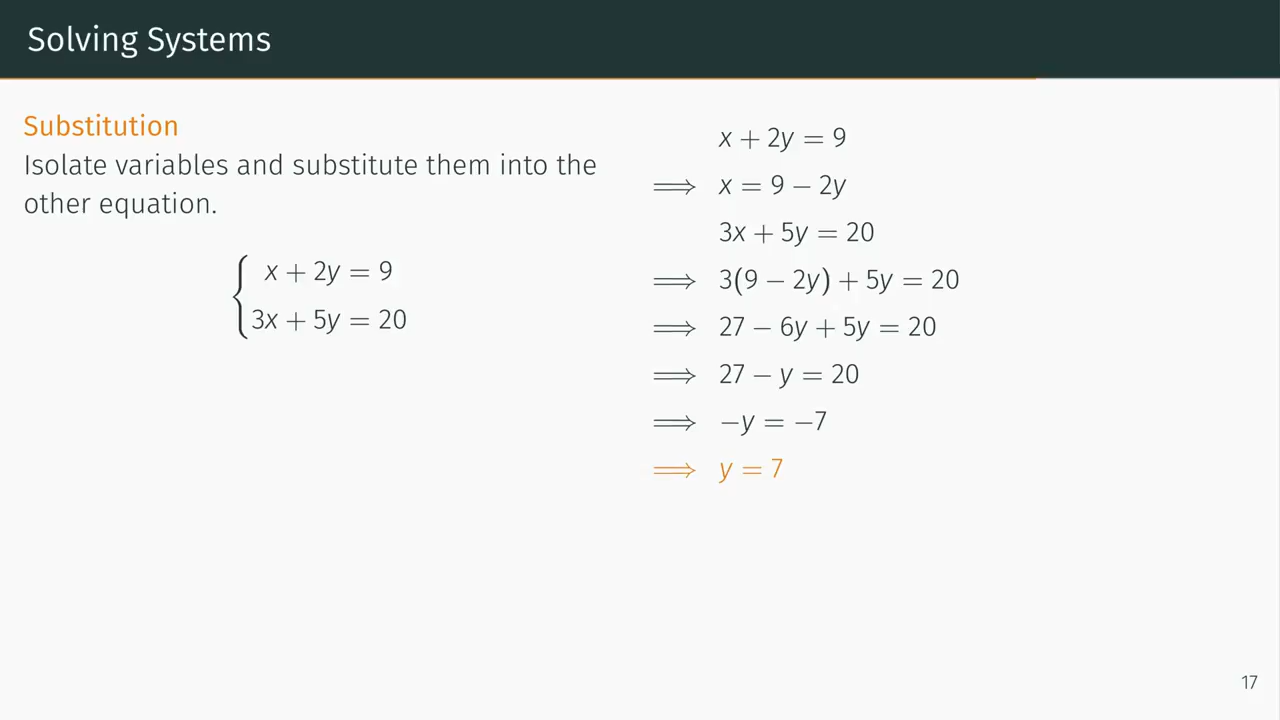 Solving Systems
Substitution
Isolate variables and substitute them into the
other equation.
x + 2y = 9
3x + 5y = 20
x + 2y = 9
⟹ x = 9 − 2y
3x + 5y = 20
⟹ 3(9 − 2y) + 5y = 20
⟹ 27 − 6y + 5y = 20
⟹ 27 − y = 20
⟹ −y = −7
⟹ y = 7
17